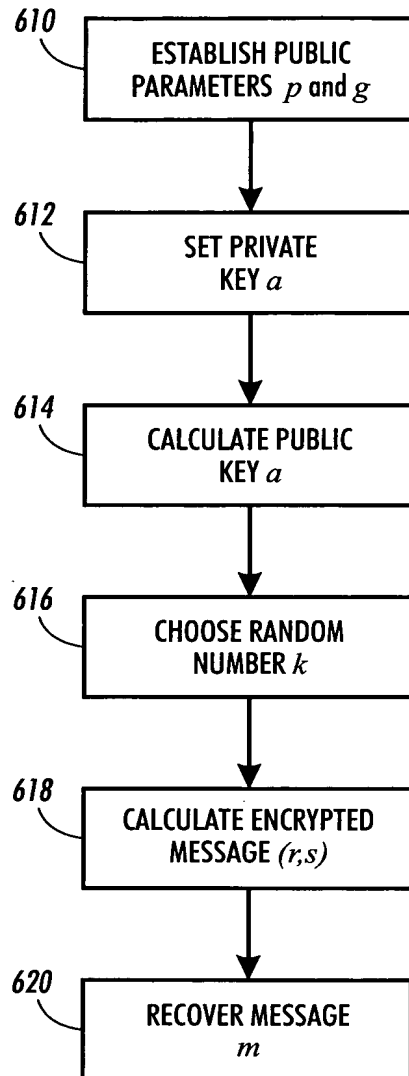 610
ESTABLISH PUBLIC
PARAMETERS p and g
612
SET PRIVATE
KEY a
614
CALCULATE PUBLIC
KEY a
616
CHOOSE RANDOM
NUMBER k
618
CALCULATE ENCRYPTED
MESSAGE (r,s)
620
RECOVER MESSAGE
m